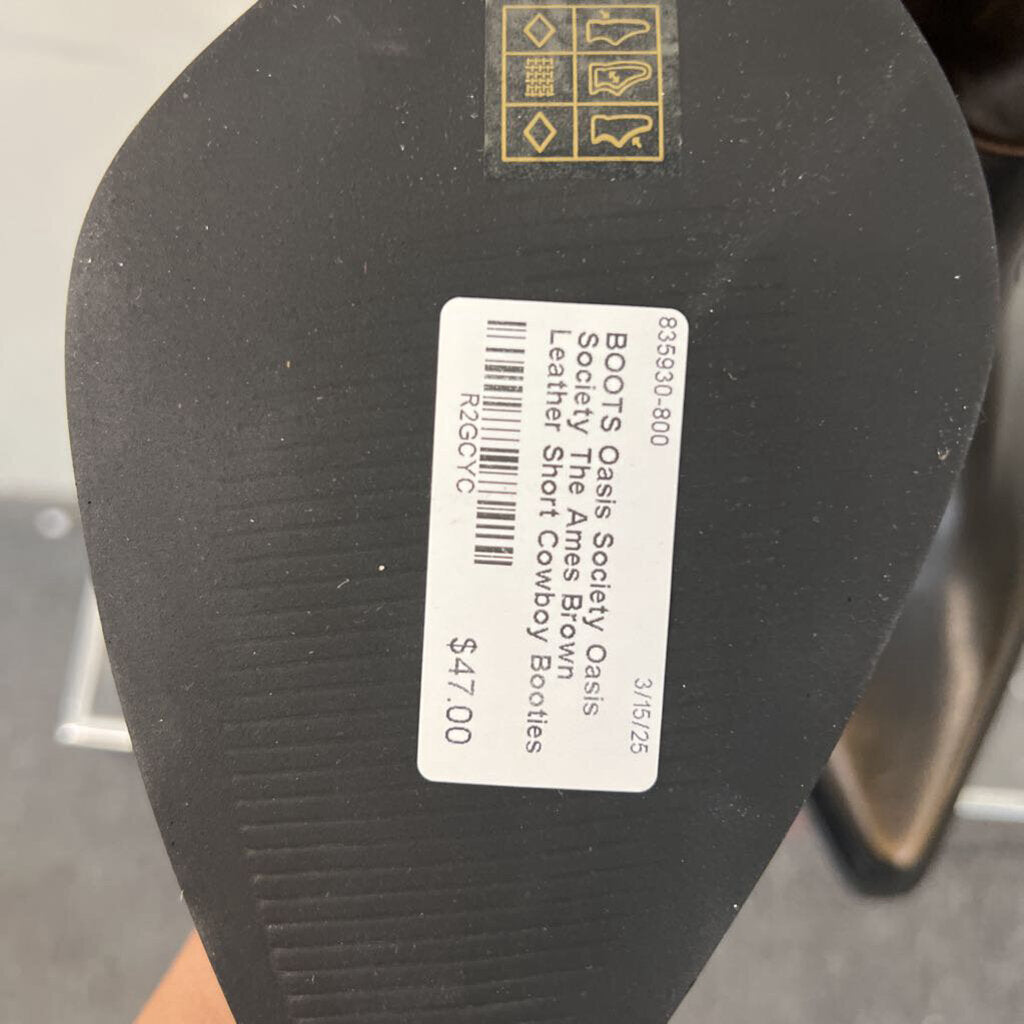 835930-800 3/15/25
BOOTS Oasis Society Oasis
Society The Ames Brown
Leather Short Cowboy Booties
R2GCYC $47.00